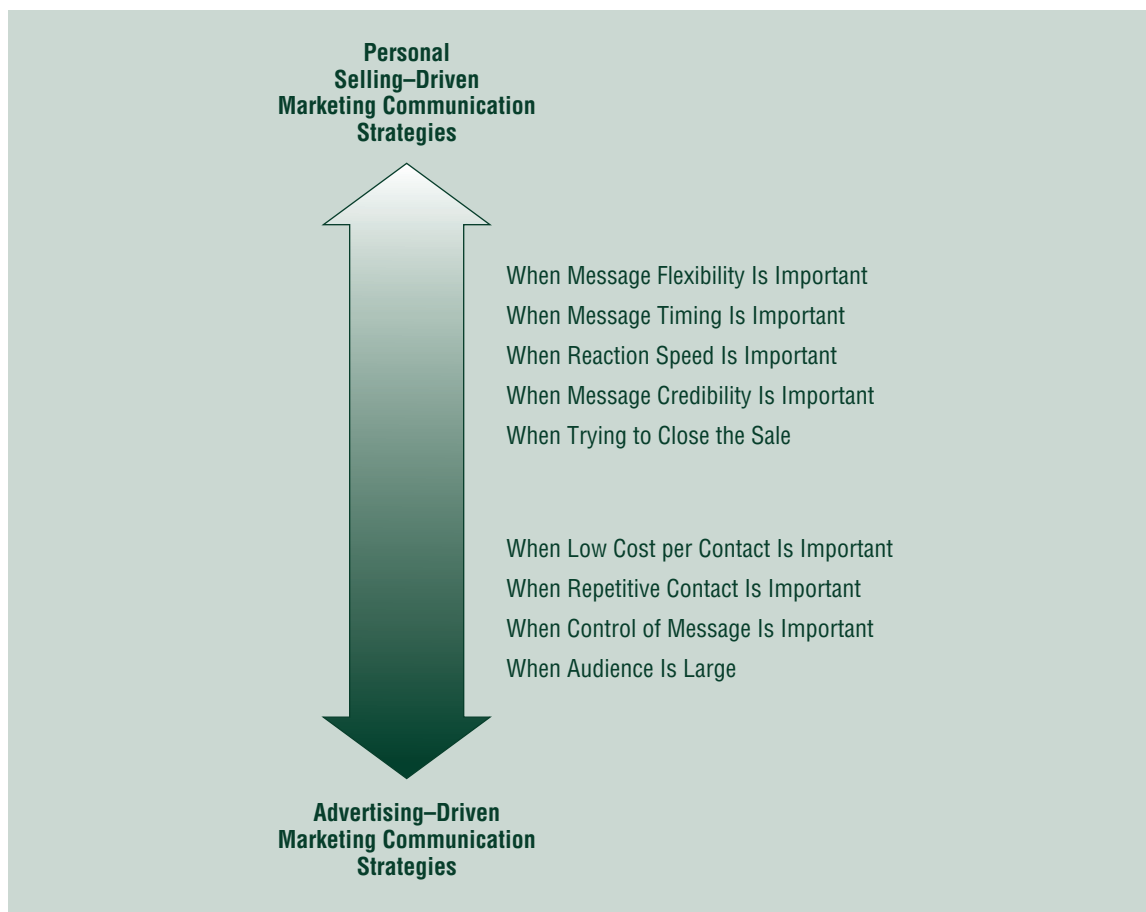 Personal
Selling–Driven
Marketing Communication
Strategies
When Message Flexibility Is Important
When Message Timing Is Important
When Reaction Speed Is Important
When Message Credibility Is Important
When Trying to Close the Sale
When Low Cost per Contact Is Important
When Repetitive Contact Is Important
When Control of Message Is Important
When Audience Is Large
Advertising–Driven
Marketing Communication
Strategies